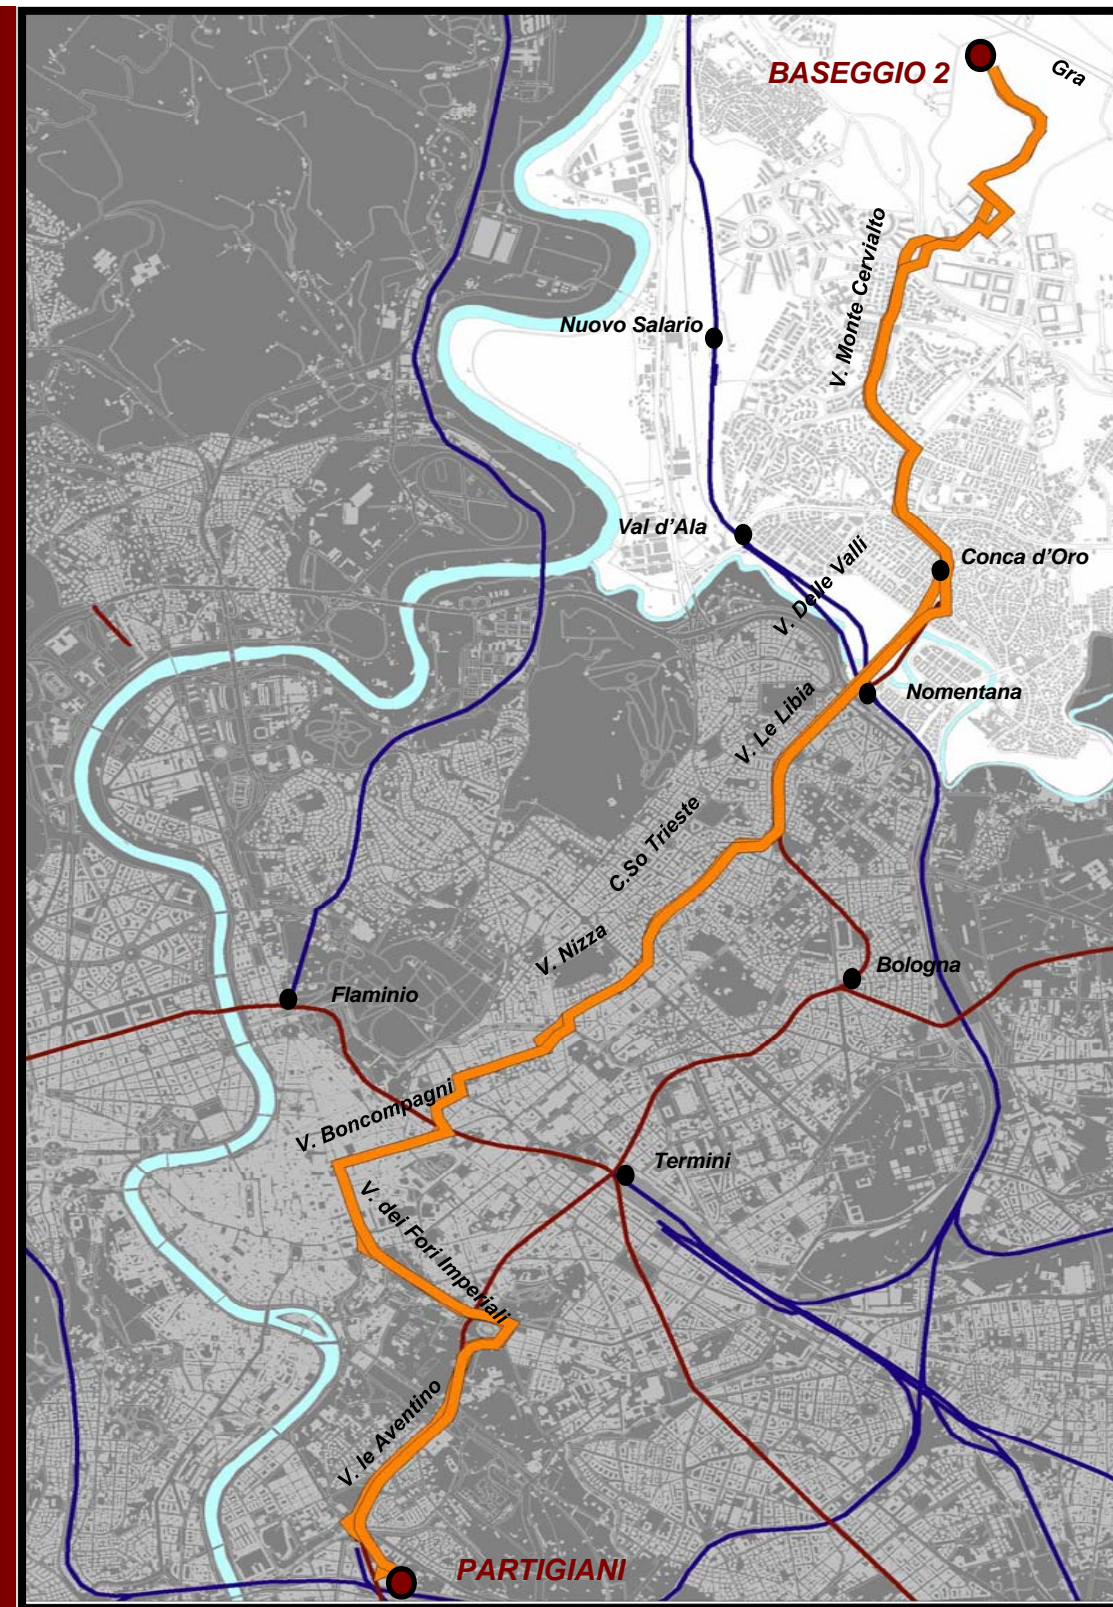 Gra
BASEGGIO 2
V. Monte Cervialto
Nuovo Salario
Val d'Ala
Conca d'Oro
V. Delle Valli
Nomentana
V. Le Libia
C.So Trieste
V. Nizza
Bologna
Flaminio
V. Boncompagni
Termini
V. dei Fori Imperiali
V. le Aventino
PARTIGIANI